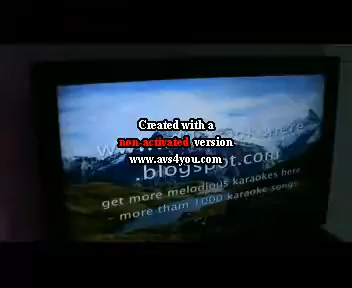 Created with a
non-activated version
www.avs4you.com
.blogspot.com
get more melodious karaokes here
- more tham 1000 karaoke songs